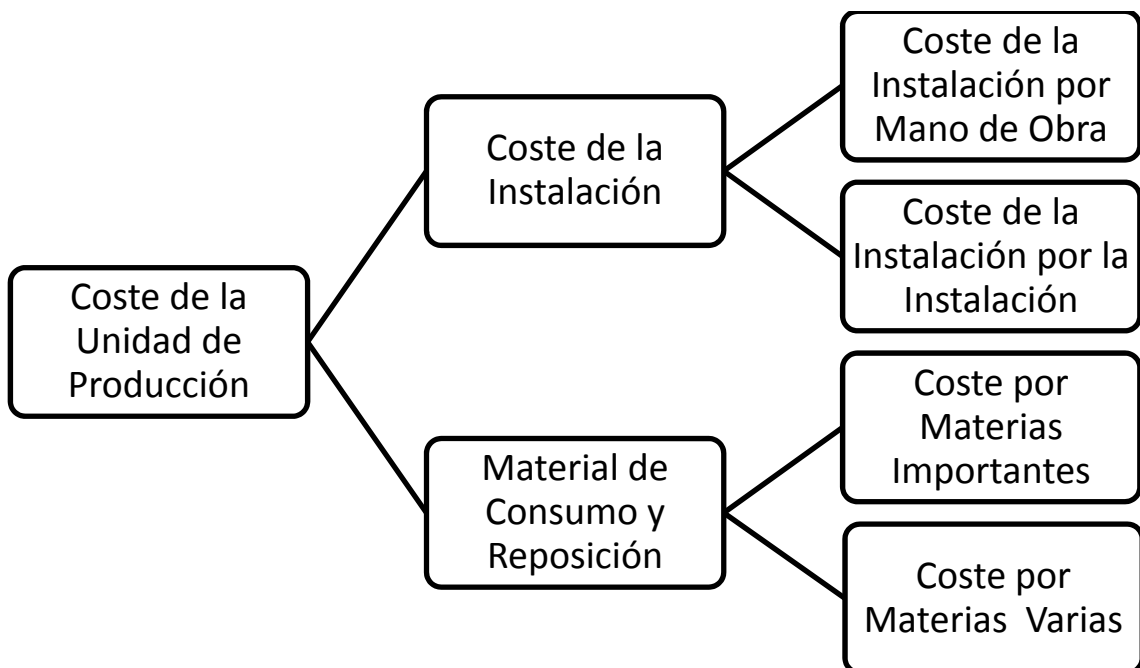 Coste de la
Unidad de
Producción
Coste de la
Instalación
Coste de la
Instalación por
Mano de Obra
Coste de la
Instalación por la
Instalación
Material de
Consumo y
Reposición
Coste por
Materias
Importantes
Coste por
Materias  Varias